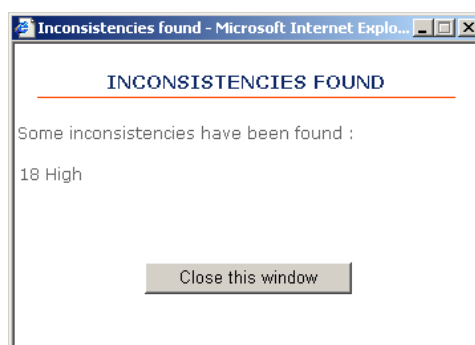 Inconsistencies found - Microsoft Internet Explo...
INCONSISTENCIES FOUND
Some inconsistencies have been found :
18 High
Close this window